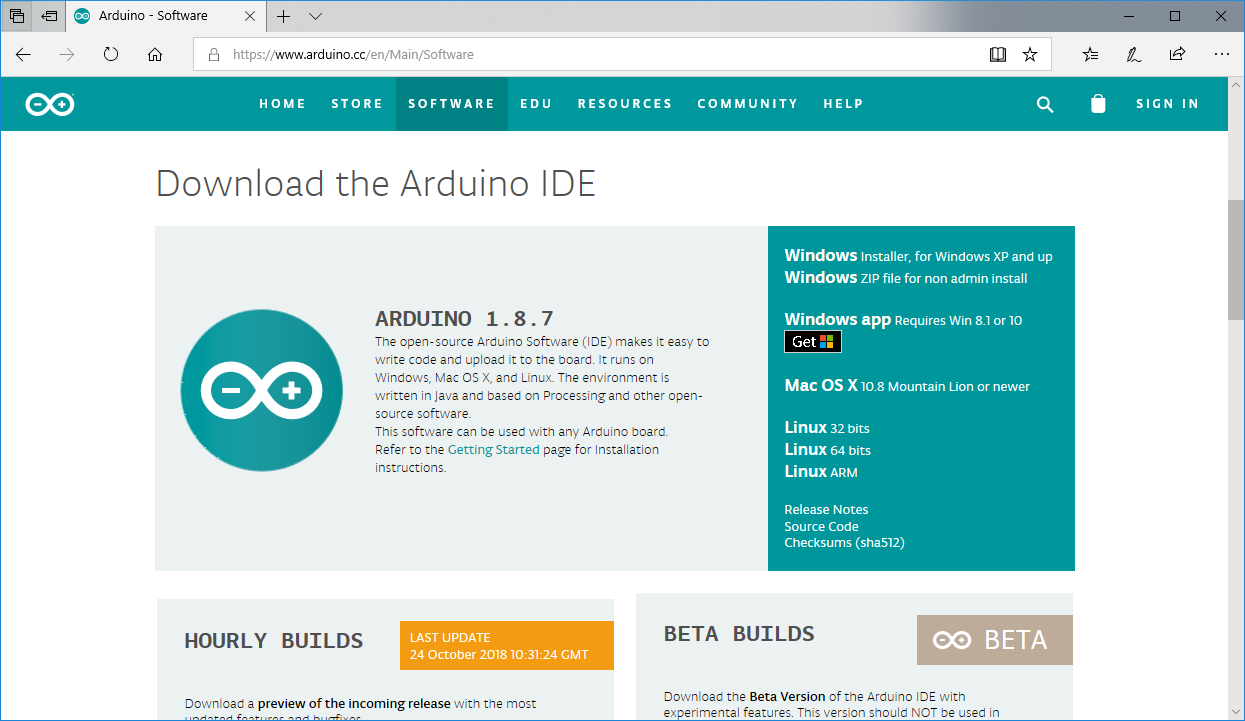 Arduino - Software
https://www.arduino.cc/en/Main/Software
HOME STORE SOFTWARE EDU RESOURCES COMMUNITY HELP SIGN IN
Download the Arduino IDE
ARDUINO 1.8.7
The open-source Arduino Software (IDE) makes it easy to
write code and upload it to the board. It runs on
Windows, Mac OS X, and Linux. The environment is
written in Java and based on Processing and other open-
source software.
This software can be used with any Arduino board.
Refer to the Getting Started page for Installation
instructions.
Windows Installer, for Windows XP and up
Windows ZIP file for non admin install
Windows app Requires Win 8.1 or 10
Get
Mac OS X 10.8 Mountain Lion or newer
Linux 32 bits
Linux 64 bits
Linux ARM
Release Notes
Source Code
Checksums (sha512)
HOURLY BUILDS
LAST UPDATE
24 October 2018 10:31:24 GMT
Download a preview of the incoming release with the most
updated features and bugfixes.
BETA BUILDS
BETA
Download the Beta Version of the Arduino IDE with
experimental features. This version should NOT be used in